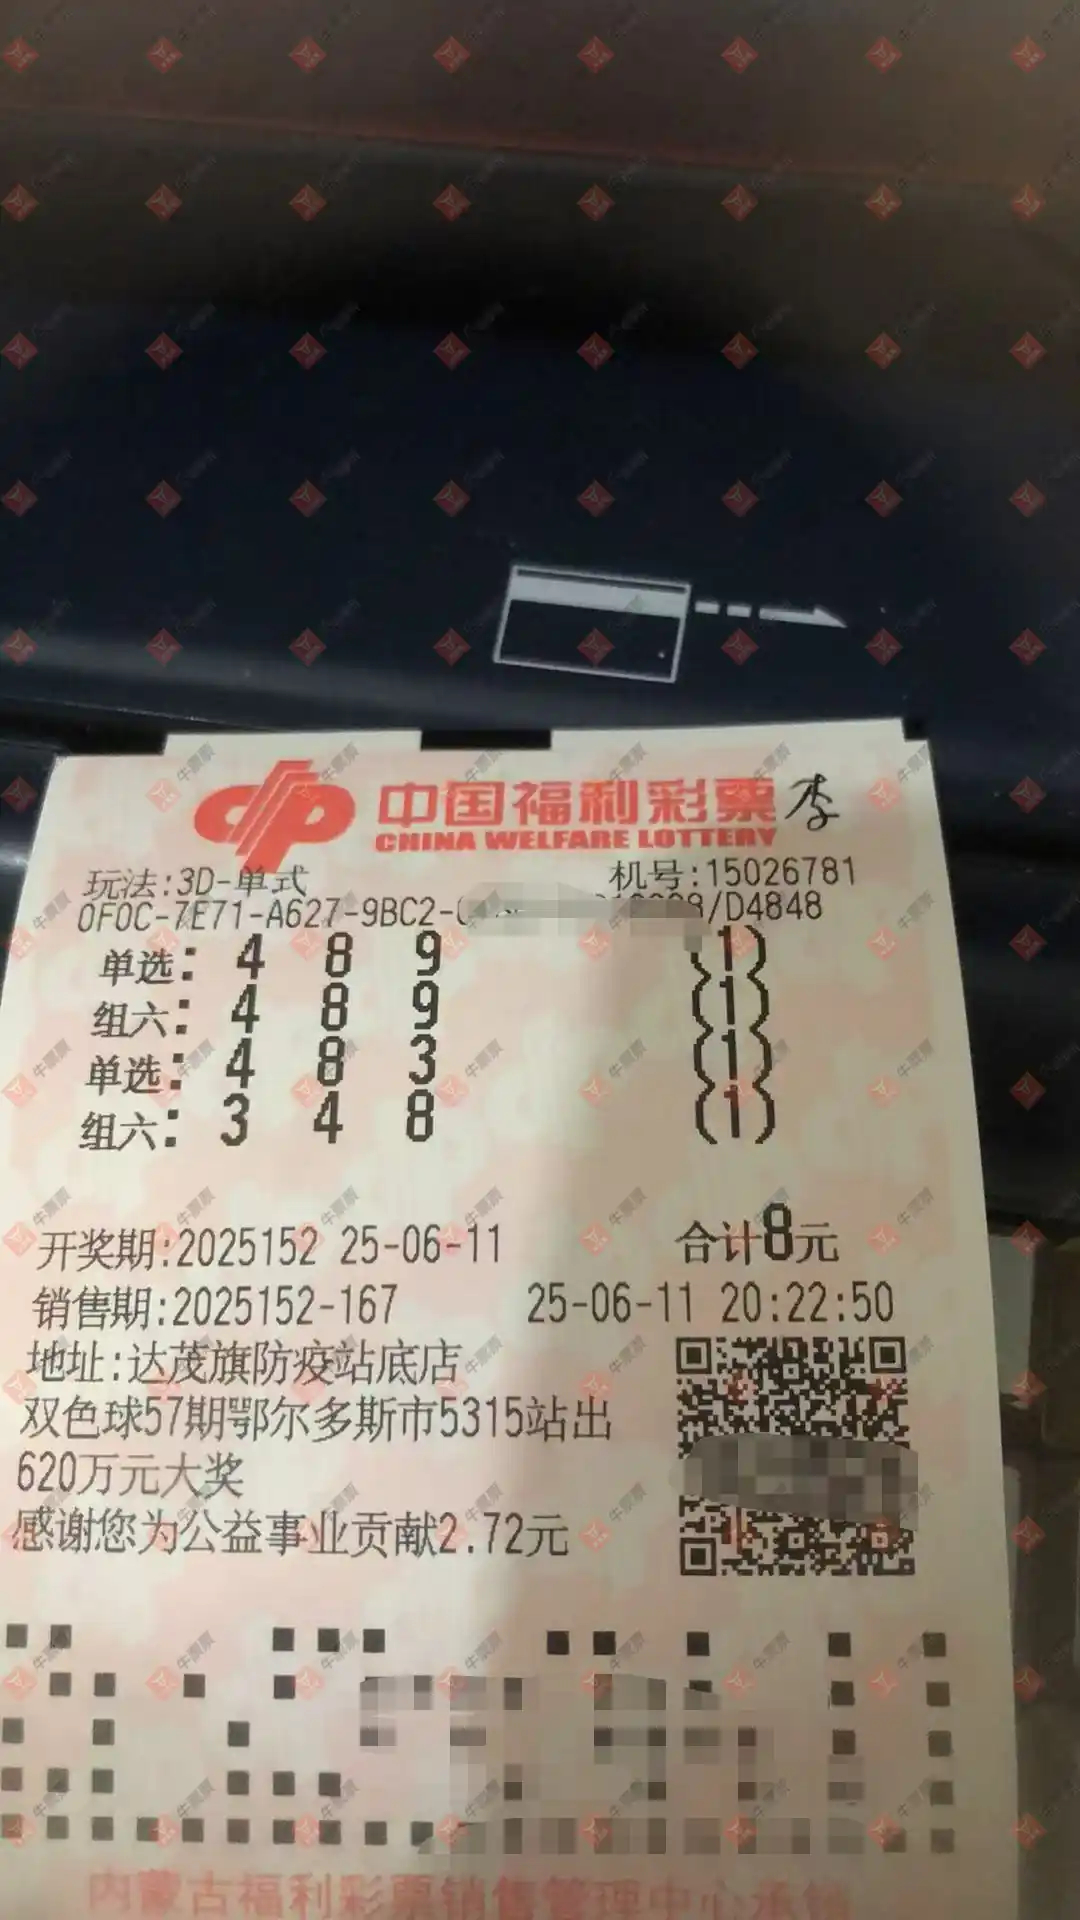 中国福利彩票 李
CHINA WELFARE LOTTERY
玩法:3D-单式 机号:15026781
0F0C-7E71-A627-9BC2- /D4848
单选: 4 8 9 (1)
组六: 4 8 9 (1)
单选: 4 8 3 (1)
组六: 3 4 8 (1)
开奖期:2025152 25-06-11 合计8元
销售期:2025152-167 25-06-11 20:22:50
地址:达茂旗防疫站底店
双色球57期鄂尔多斯市5315站出
620万元大奖
感谢您为公益事业贡献2.72元
内蒙古福利彩票销售管理中心承销
牛票票